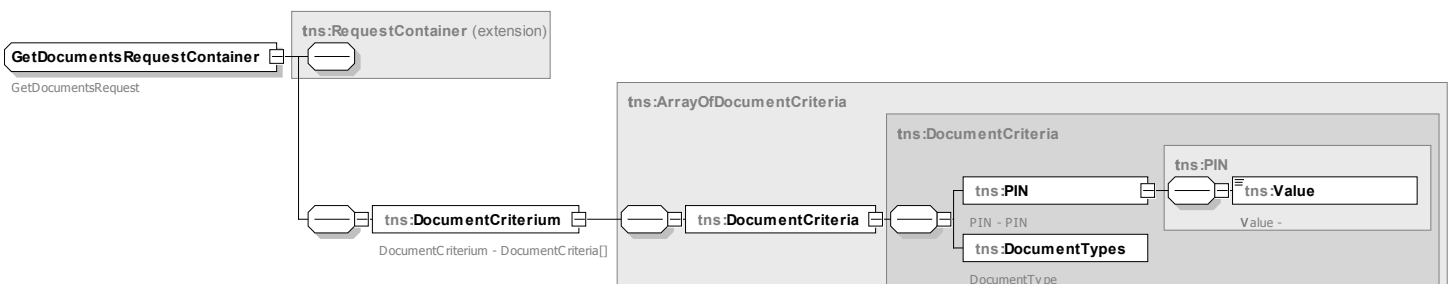 tns:RequestContainer (extension)
GetDocumentsRequestContainer
GetDocumentsRequest
tns:ArrayOfDocumentCriteria
tns:DocumentCriteria
tns:PIN
tns:PIN
tns:Value
PIN - PIN
Value -
tns:DocumentCriterium
tns:DocumentCriteria
DocumentCriterium - DocumentCriteria[]
tns:DocumentTypes
DocumentType